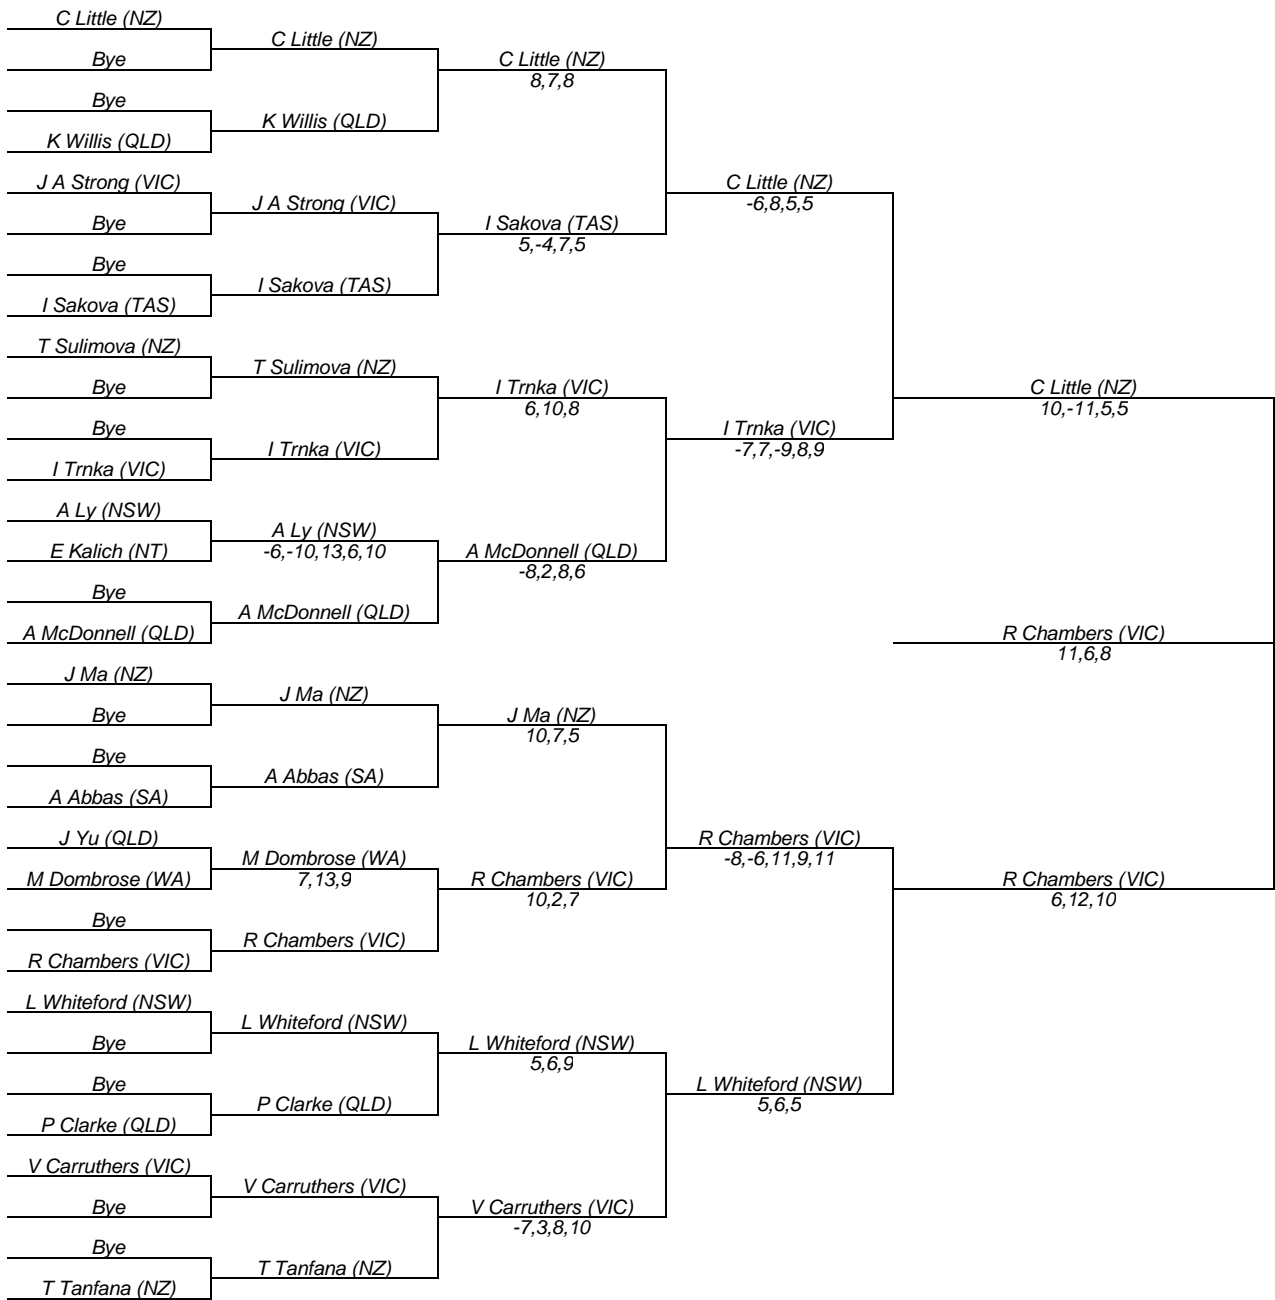 C Little (NZ)
Bye
Bye
K Willis (QLD)
J A Strong (VIC)
Bye
Bye
I Sakova (TAS)
T Sulimova (NZ)
Bye
Bye
I Trnka (VIC)
A Ly (NSW)
E Kalich (NT)
Bye
A McDonnell (QLD)
J Ma (NZ)
Bye
Bye
A Abbas (SA)
J Yu (QLD)
M Dombrose (WA)
Bye
R Chambers (VIC)
L Whiteford (NSW)
Bye
Bye
P Clarke (QLD)
V Carruthers (VIC)
Bye
Bye
T Tanfana (NZ)
C Little (NZ)
K Willis (QLD)
J A Strong (VIC)
I Sakova (TAS)
T Sulimova (NZ)
I Trnka (VIC)
A Ly (NSW)
-6,-10,13,6,10
A McDonnell (QLD)
J Ma (NZ)
A Abbas (SA)
M Dombrose (WA)
7,13,9
R Chambers (VIC)
L Whiteford (NSW)
P Clarke (QLD)
V Carruthers (VIC)
T Tanfana (NZ)
C Little (NZ)
8,7,8
I Sakova (TAS)
5,-4,7,5
I Trnka (VIC)
6,10,8
A McDonnell (QLD)
-8,2,8,6
J Ma (NZ)
10,7,5
R Chambers (VIC)
10,2,7
L Whiteford (NSW)
5,6,9
V Carruthers (VIC)
-7,3,8,10
C Little (NZ)
-6,8,5,5
I Trnka (VIC)
-7,7,-9,8,9
R Chambers (VIC)
-8,-6,11,9,11
L Whiteford (NSW)
5,6,5
C Little (NZ)
10,-11,5,5
R Chambers (VIC)
6,12,10
R Chambers (VIC)
11,6,8